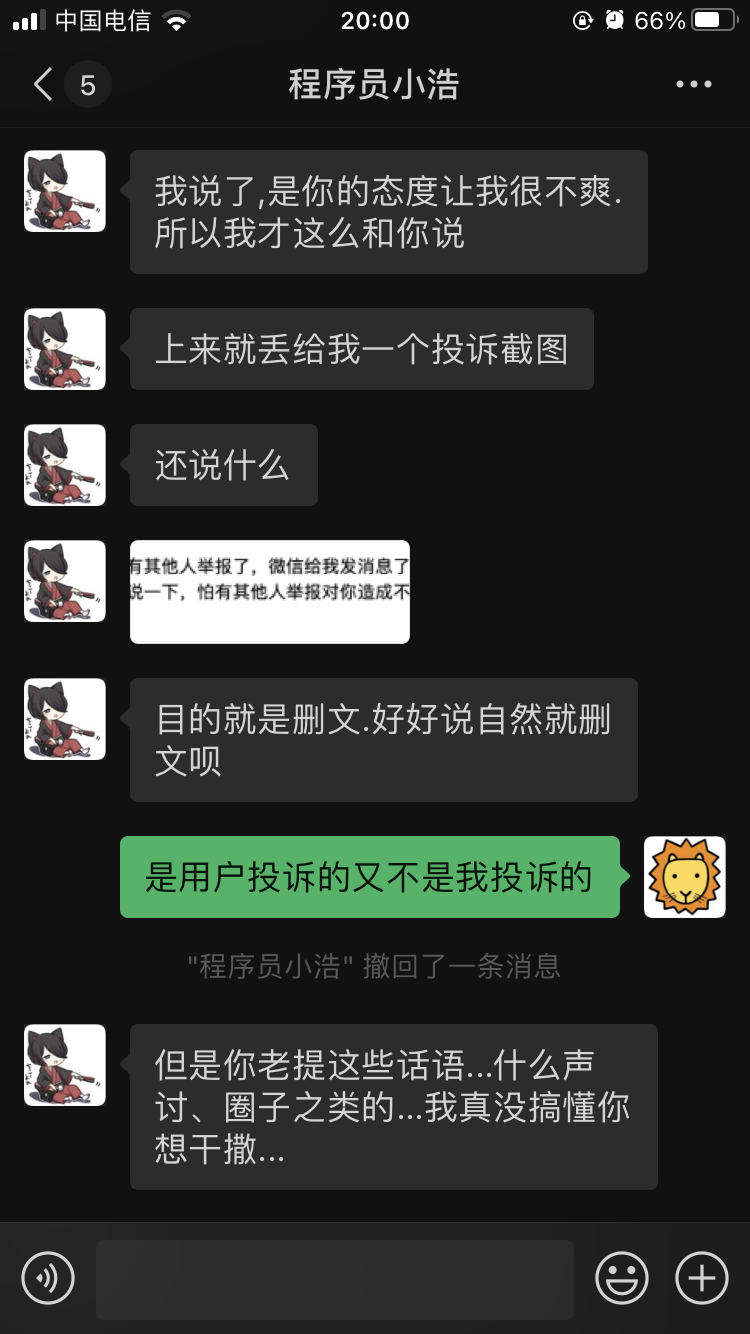 中国电信 20:00 66%
5 程序员小浩
我说了,是你的态度让我很不爽.
所以我才这么和你说
上来就丢给我一个投诉截图
还说什么
有其他人举报了，微信给我发消息了
说一下，怕有其他人举报对你造成不
目的就是删文.好好说自然就删
文呗
是用户投诉的又不是我投诉的
"程序员小浩" 撤回了一条消息
但是你老提这些话语...什么声
讨、圈子之类的...我真没搞懂你
想干撒...